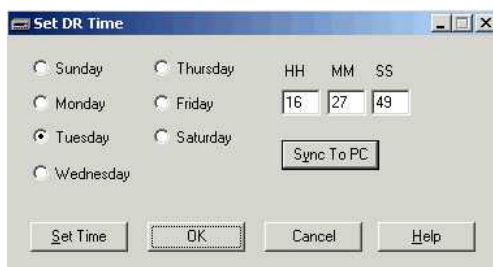 Set DR Time
Sunday Thursday HH MM SS
Monday Friday 16 27 49
Tuesday Saturday
Sync To PC
Wednesday
Set Time OK Cancel Help